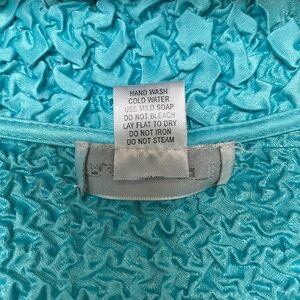 HAND WASH
COLD WATER
USE MILD SOAP
DO NOT BLEACH
LAY FLAT TO DRY
DO NOT IRON
DO NOT STEAM